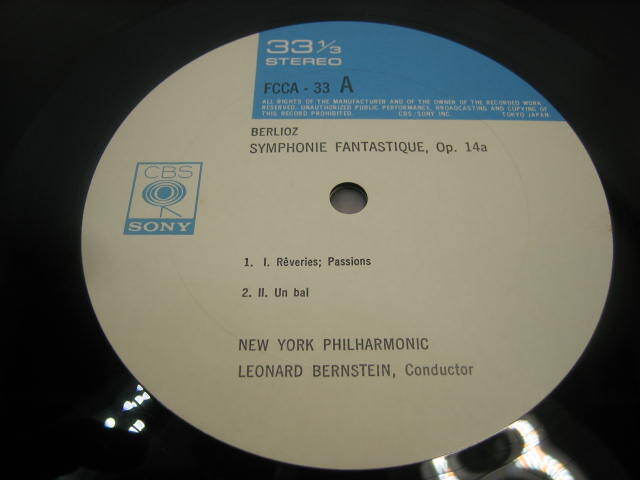 33 1/3
STEREO
FCCA - 33 A
ALL RIGHTS OF THE MANUFACTURER AND OF THE OWNER OF THE RECORDED WORK
RESERVED. UNAUTHORIZED PUBLIC PERFORMANCE, BROADCASTING AND COPYING OF
THIS RECORD PROHIBITED. CBS/SONY INC. TOKYO JAPAN
BERLIOZ
SYMPHONIE FANTASTIQUE, Op. 14a
CBS
SONY
1. I. Rêveries; Passions
2. II. Un bal
NEW YORK PHILHARMONIC
LEONARD BERNSTEIN, Conductor